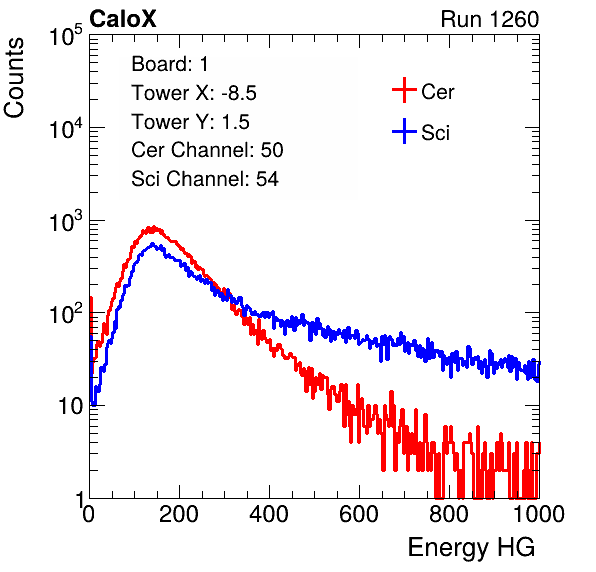 CaloX Run 1260
Counts
10^5
10^4
10^3
10^2
10
1
Board: 1
Tower X: -8.5
Tower Y: 1.5
Cer Channel: 50
Sci Channel: 54
Cer
Sci
0 200 400 600 800 1000
Energy HG